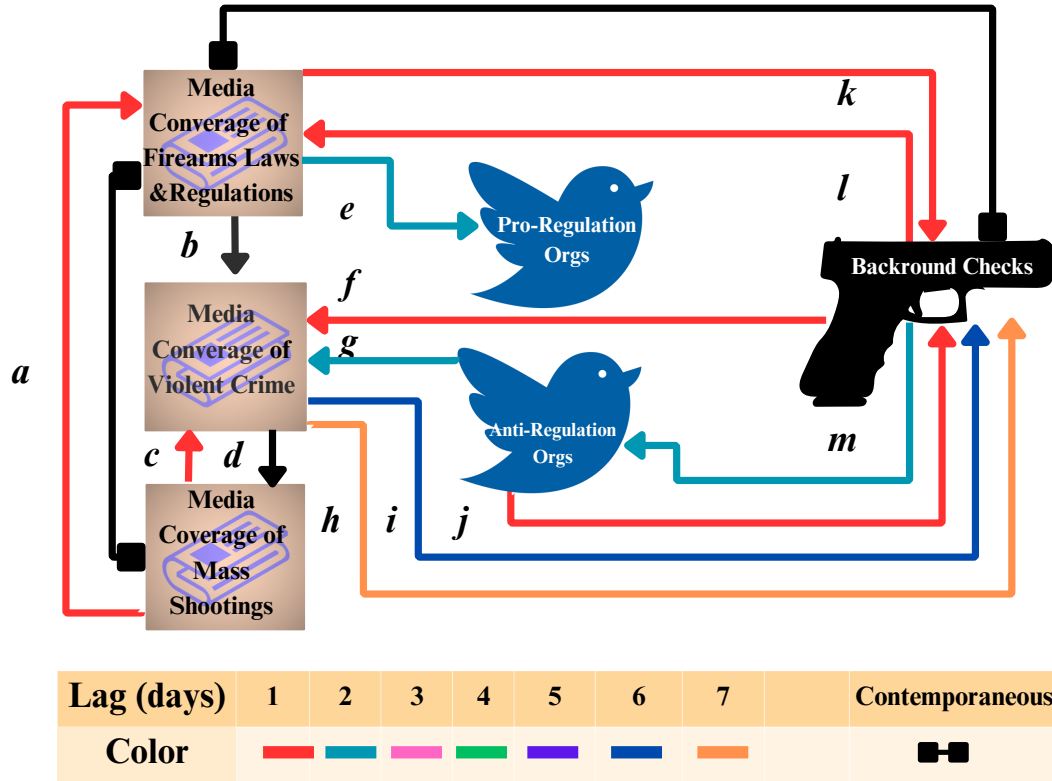 Media
Converage of
Firearms Laws
&Regulations
k
e
Pro-Regulation
Orgs
l
b
Backround Checks
f
Media
Converage of
Violent Crime
g
a
Anti-Regulation
Orgs
m
c
d
Media
Coverage of
Mass
Shootings
h
i
j
Lag (days) 1 2 3 4 5 6 7 Contemporaneous
Color